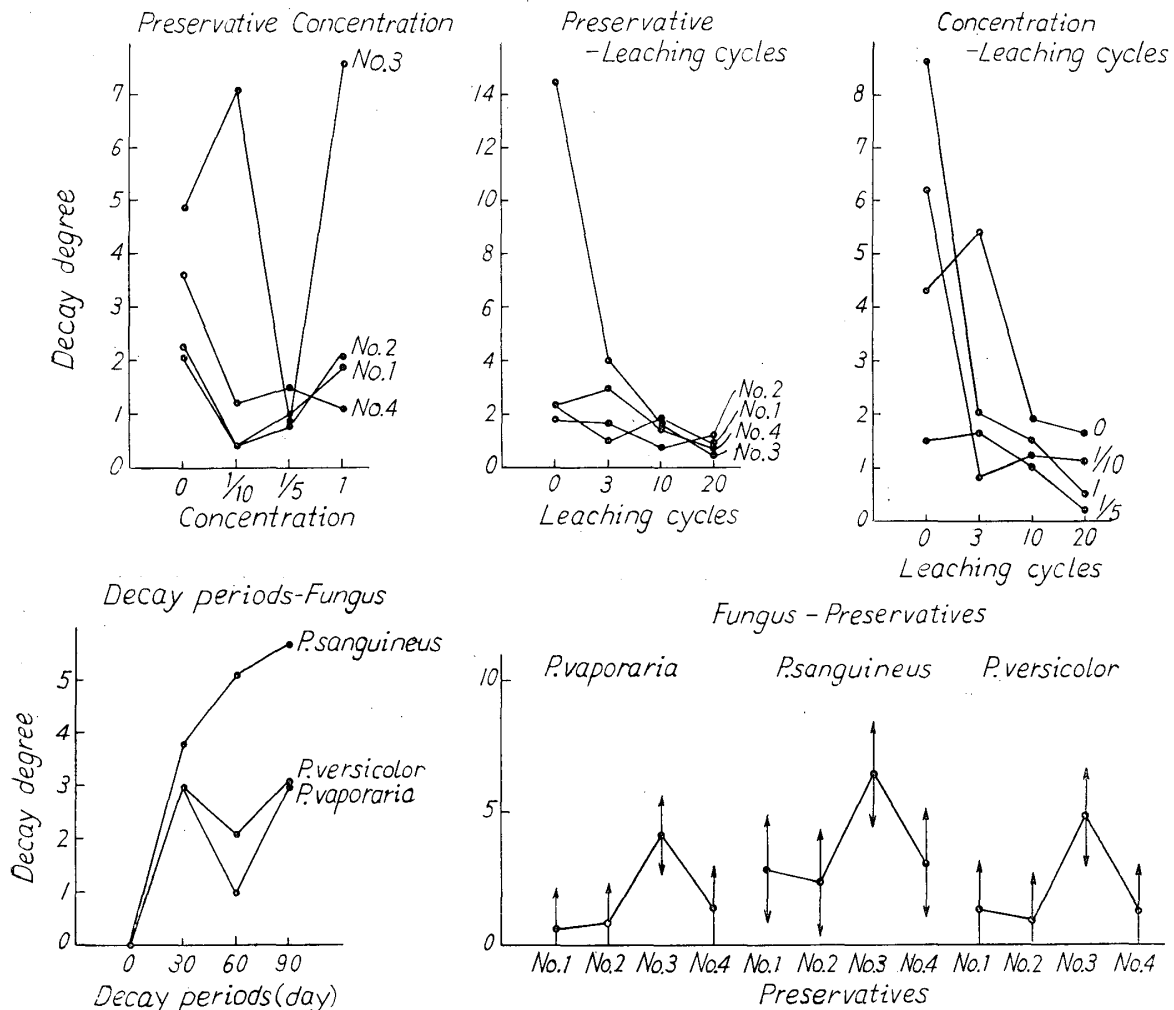 Preservative Concentration
Decay degree
7
6
5
4
3
2
1
0
No.3
No.2
No.1
No.4
0 1/10 1/5 1
Concentration
Preservative
-Leaching cycles
14
12
10
8
6
4
2
0
No.2
No.1
No.4
No.3
0 3 10 20
Leaching cycles
Concentration
-Leaching cycles
8
7
6
5
4
3
2
1
0
0
1/10
1
1/5
0 3 10 20
Leaching cycles
Decay periods-Fungus
Decay degree
5
4
3
2
1
0
P.sanguineus
P.versicolor
P.vaporaria
0 30 60 90
Decay periods(day)
Fungus - Preservatives
10
5
0
P.vaporaria P.sanguineus P.versicolor
No.1 No.2 No.3 No.4 No.1 No.2 No.3 No.4 No.1 No.2 No.3 No.4
Preservatives